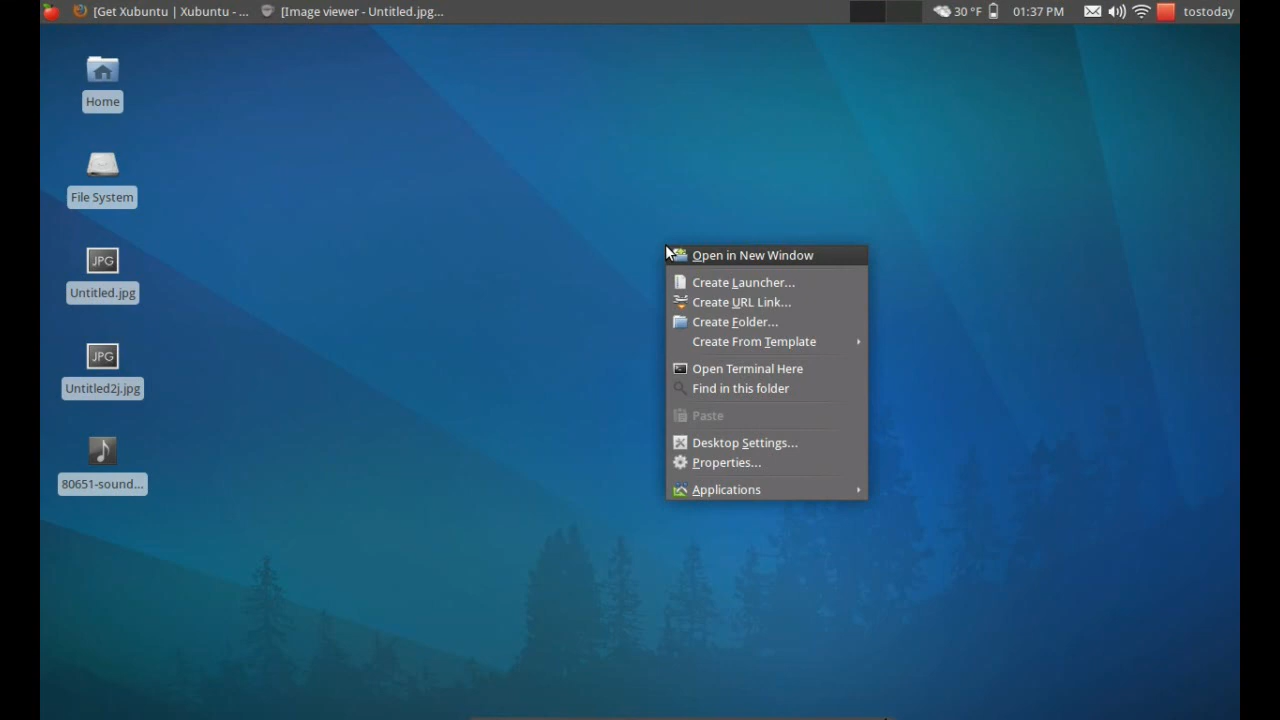 [Get Xubuntu | Xubuntu - ... [Image viewer - Untitled.jpg... 30 °F 01:37 PM tostoday
Home
File System
JPG
Untitled.jpg
JPG
Untitled2j.jpg
80651-sound...
Open in New Window
Create Launcher...
Create URL Link...
Create Folder...
Create From Template
Open Terminal Here
Find in this folder
Paste
Desktop Settings...
Properties...
Applications